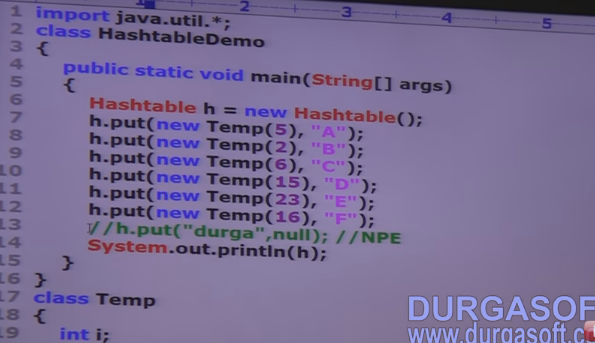 1 2 3 4 5
1 import java.util.*;
2 class HashtableDemo
3 {
4 public static void main(String[] args)
5 {
6 Hashtable h = new Hashtable();
7 h.put(new Temp(5), "A");
8 h.put(new Temp(2), "B");
9 h.put(new Temp(6), "C");
10 h.put(new Temp(15), "D");
11 h.put(new Temp(23), "E");
12 h.put(new Temp(16), "F");
13 //h.put("durga",null); //NPE
14 System.out.println(h);
15 }
16 }
17 class Temp
18 {
19 int i;
DURGASOF
www.durgasoft.c